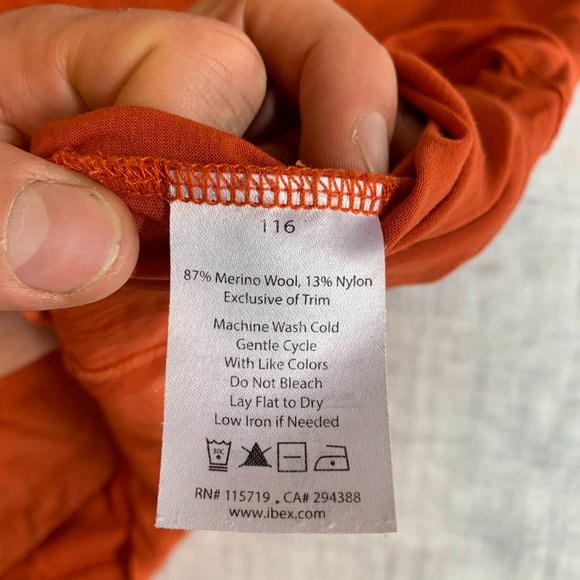 116
87% Merino Wool, 13% Nylon
Exclusive of Trim
Machine Wash Cold
Gentle Cycle
With Like Colors
Do Not Bleach
Lay Flat to Dry
Low Iron if Needed
30C
RN# 115719 . CA# 294388
www.ibex.com